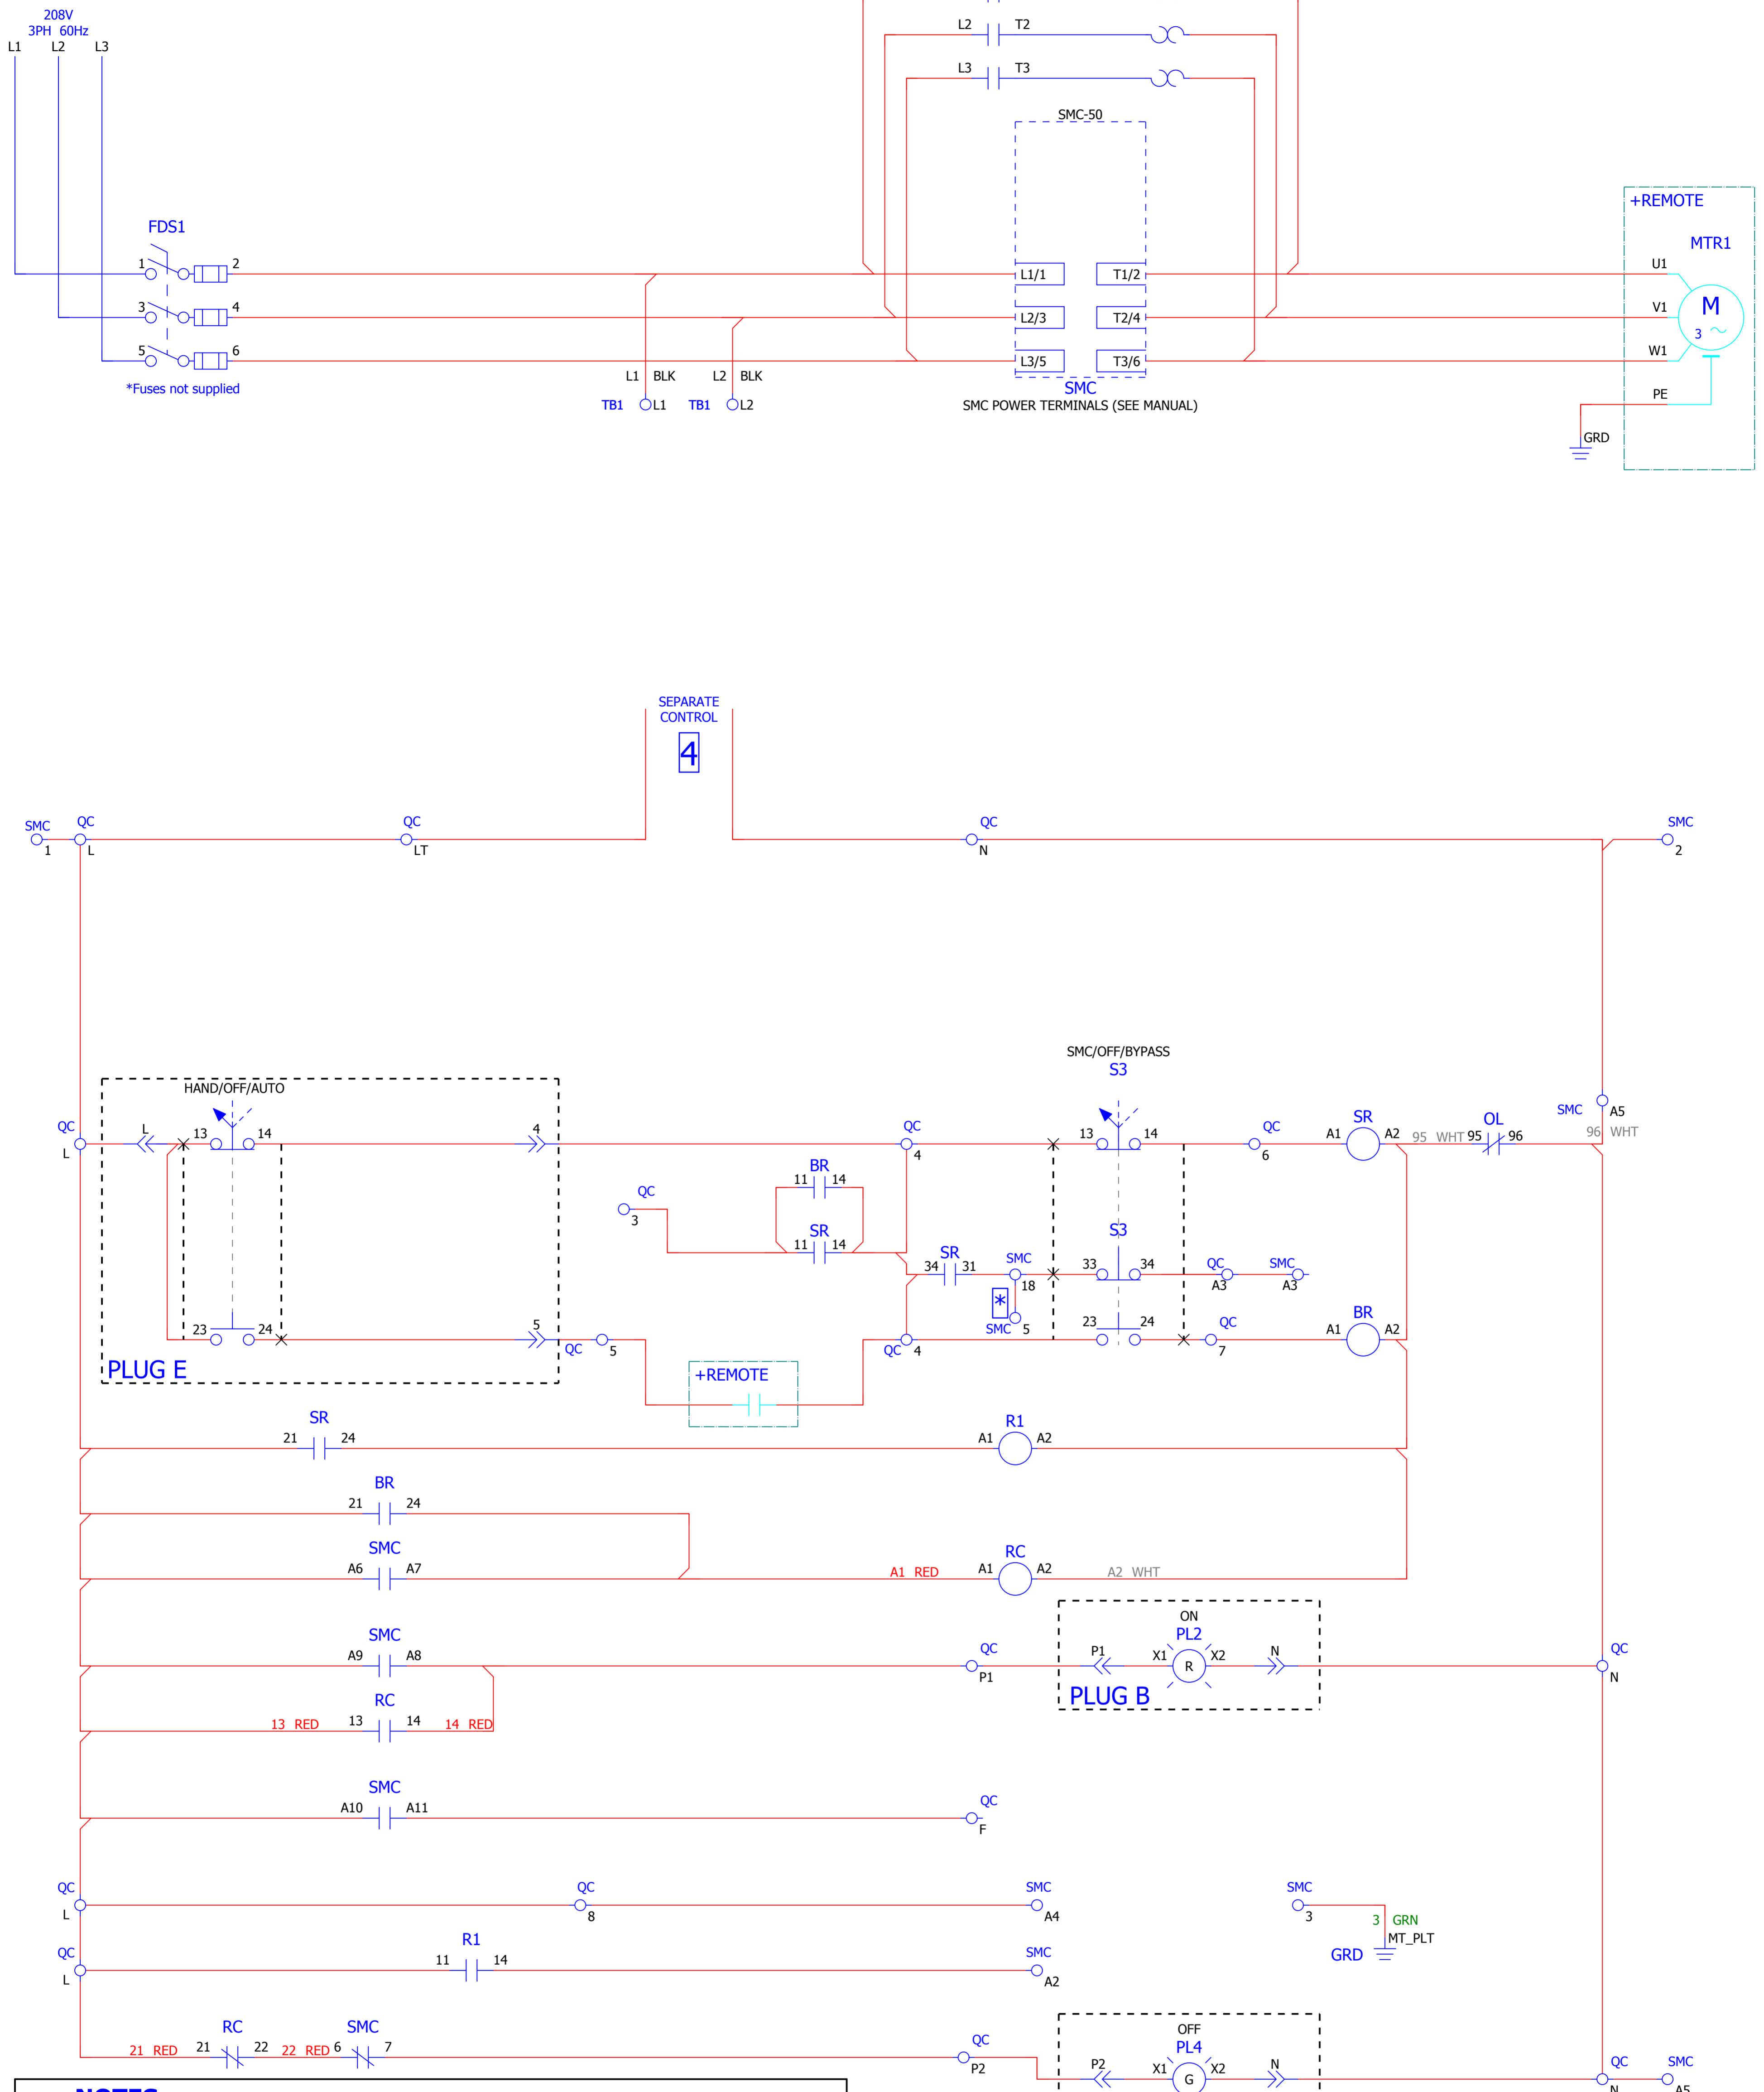 208V
3PH 60Hz
L1 L2 L3
L2 T2
L3 T3
SMC-50
+REMOTE
FDS1
MTR1
1 2 L1/1 T1/2 U1
3 4 L2/3 T2/4 V1 M
3
5 6 L3/5 T3/6 W1
*Fuses not supplied
L1 BLK L2 BLK
SMC
PE
TB1 L1 TB1 L2
SMC POWER TERMINALS (SEE MANUAL)
GRD
SEPARATE
CONTROL
4
SMC QC QC QC SMC
1 L LT N 2
SMC/OFF/BYPASS
S3
HAND/OFF/AUTO
SMC A5
QC L 13 14 4 QC 13 14 QC SR OL
A1 A2 95 WHT 95 96 96 WHT
L 4 6
BR
11 14
QC
3
SR
11 14
S3
SR
34 31 SMC 33 34 QC SMC
18 A3 A3
*
SMC 5
BR
23 24 5 QC 5 QC 4 23 24 QC 7 A1 A2
PLUG E
+REMOTE
SR R1
21 24 A1 A2
BR
21 24
SMC RC
A6 A7 A1 RED A1 A2 A2 WHT
ON
SMC PL2
A9 A8 QC P1 X1 R X2 N QC
P1 N
PLUG B
RC
13 RED 13 14 14 RED
SMC
A10 A11 QC
F
QC QC SMC SMC
L 8 A4 3
3 GRN
MT_PLT
GRD
QC R1 SMC
L 11 14 A2
RC SMC OFF
21 RED 21 22 22 RED 6 7 QC PL4
P2 P2 X1 G X2 N QC SMC
N A5
NOTES